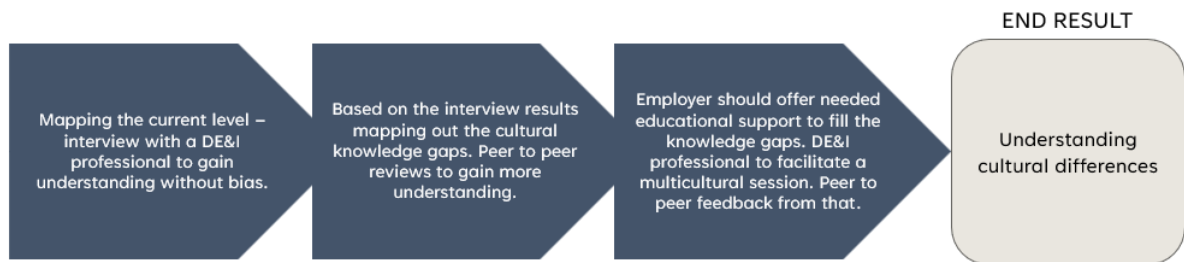 END RESULT
Mapping the current level –
interview with a DE&I
professional to gain
understanding without bias.
Based on the interview results
mapping out the cultural
knowledge gaps. Peer to peer
reviews to gain more
understanding.
Employer should offer needed
educational support to fill the
knowledge gaps. DE&I
professional to facilitate a
multicultural session. Peer to
peer feedback from that.
Understanding
cultural differences